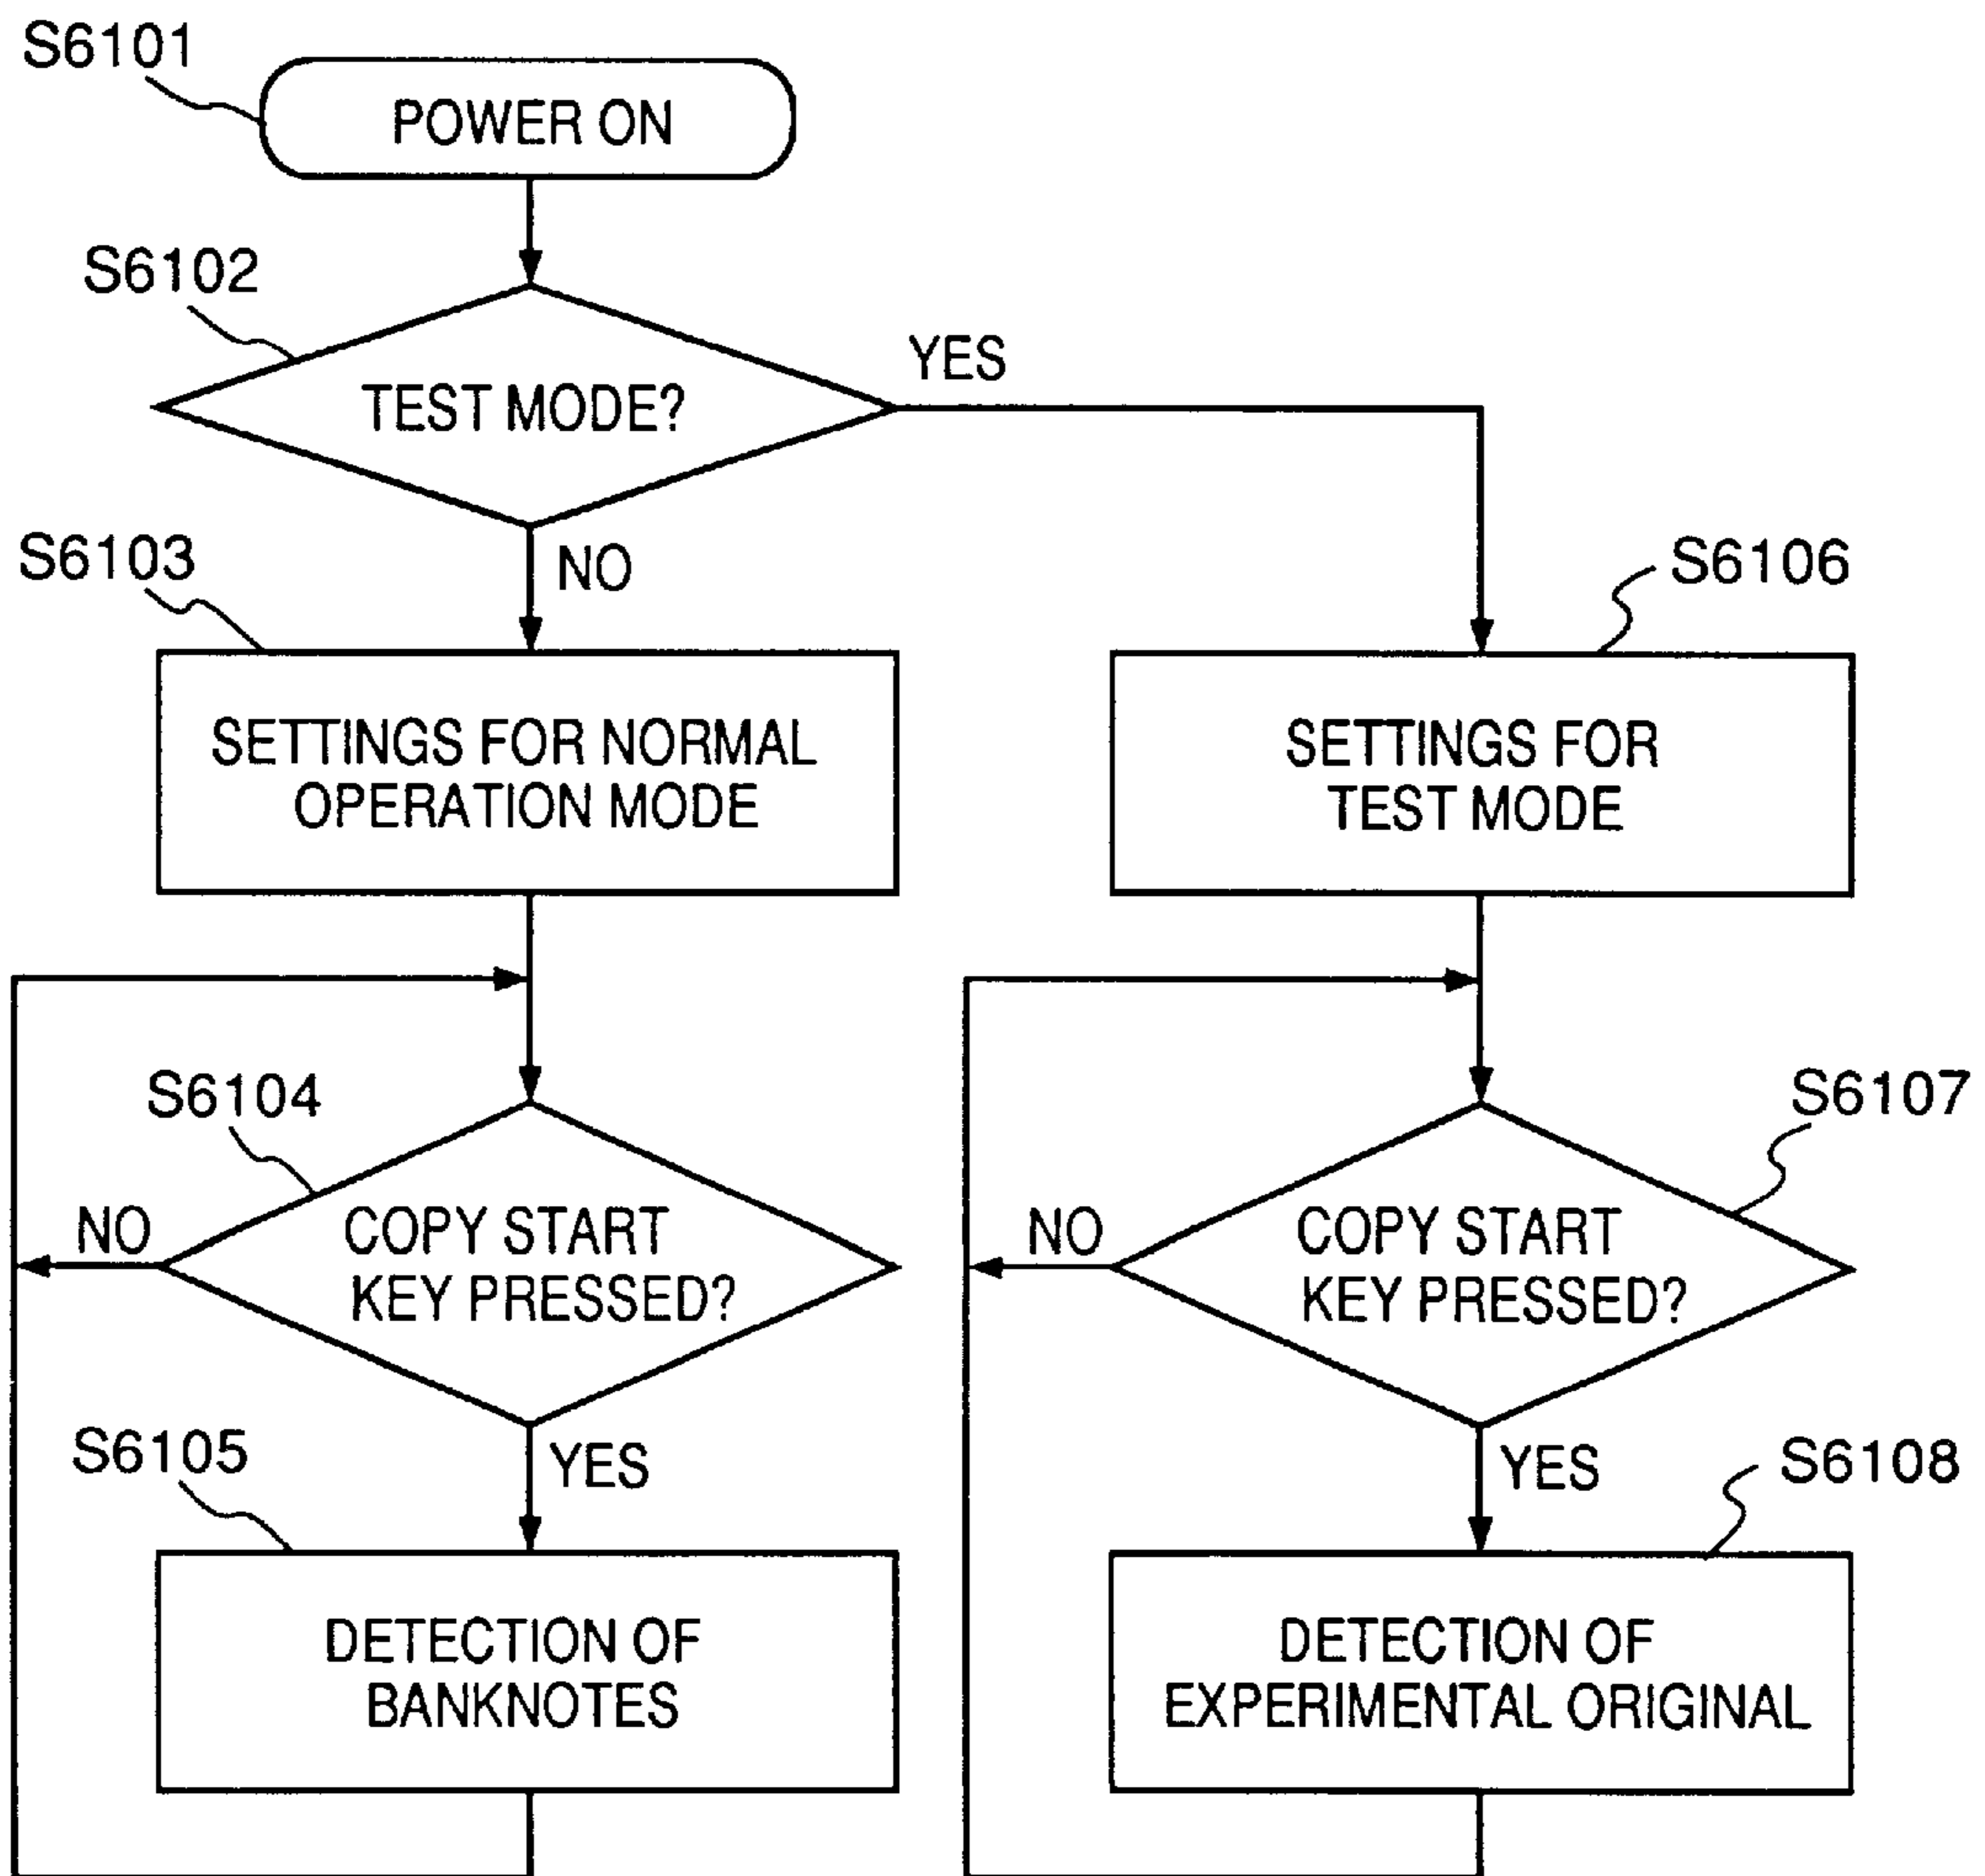 S6101
POWER ON
S6102
TEST MODE?
YES
NO
S6103
SETTINGS FOR NORMAL
OPERATION MODE
S6106
SETTINGS FOR
TEST MODE
S6104
NO
COPY START
KEY PRESSED?
YES
S6107
NO
COPY START
KEY PRESSED?
YES
S6105
DETECTION OF
BANKNOTES
S6108
DETECTION OF
EXPERIMENTAL ORIGINAL